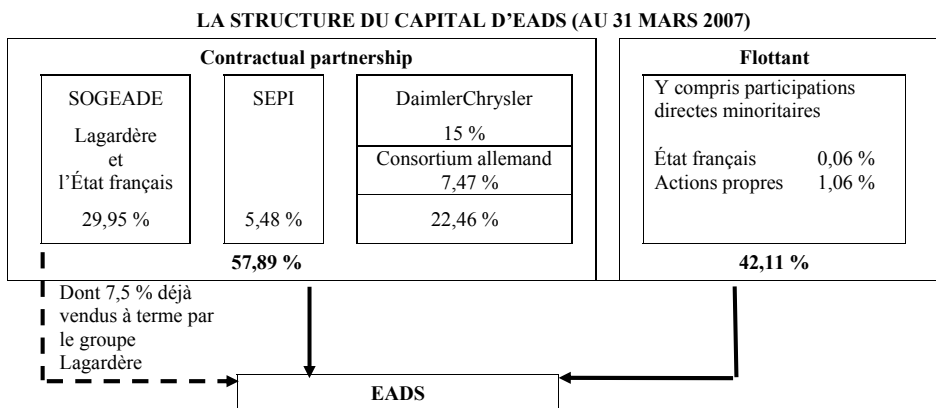 LA STRUCTURE DU CAPITAL D'EADS (AU 31 MARS 2007)
Contractual partnership
SOGEADE
Lagardère
et
l'État français
29,95 %
SEPI
5,48 %
DaimlerChrysler
15 %
Consortium allemand
7,47 %
22,46 %
57,89 %
Flottant
Y compris participations
directes minoritaires
État français 0,06 %
Actions propres 1,06 %
42,11 %
Dont 7,5 % déjà
vendus à terme par
le groupe
Lagardère
EADS